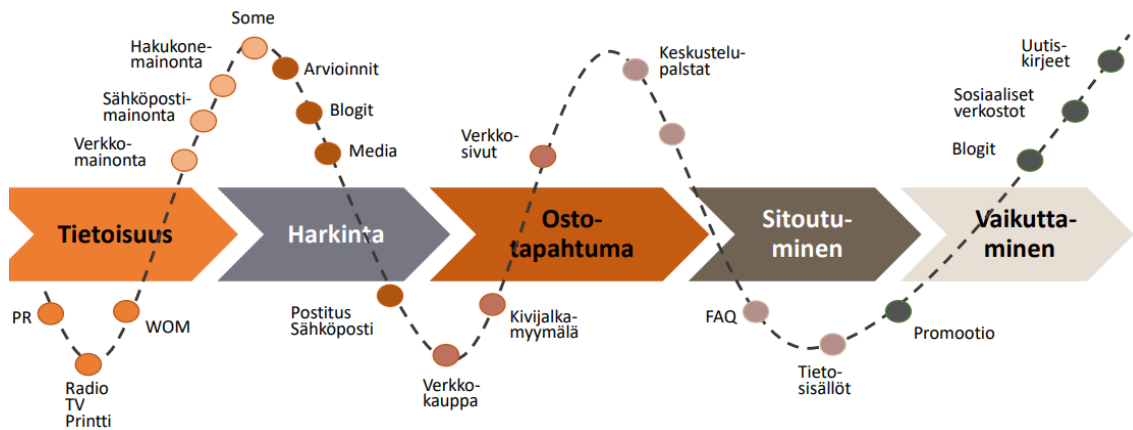 Some
Hakukone-
mainonta
Sähköposti-
mainonta
Verkko-
mainonta
Arvioinnit
Blogit
Media
Verkko-
sivut
Keskustelu-
palstat
Uutis-
kirjeet
Sosiaaliset
verkostot
Blogit
Tietoisuus
Harkinta
Osto-
tapahtuma
Sitoutu-
minen
Vaikutta-
minen
PR
WOM
Radio
TV
Printti
Postitus
Sähköposti
Kivijalka-
myymälä
Verkko-
kauppa
FAQ
Tieto-
sisällöt
Promootio